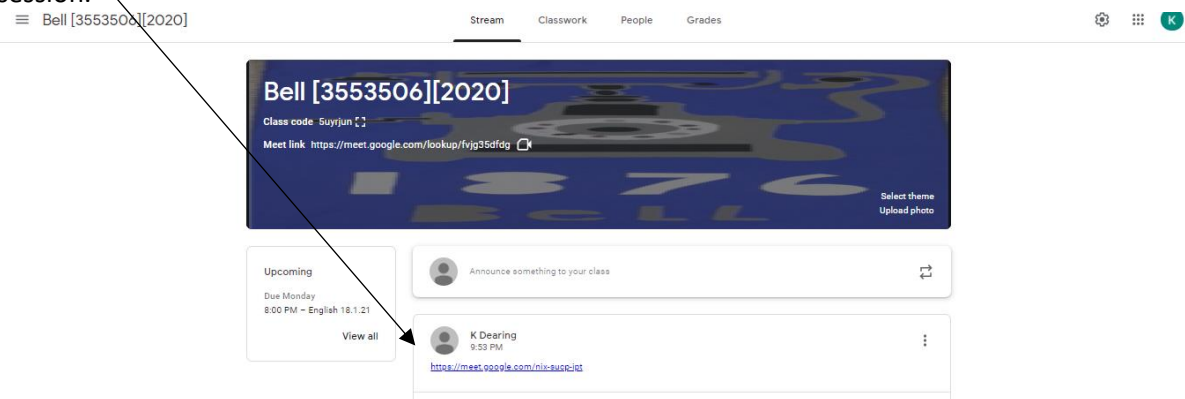 session.
Bell [3553506][2020]
Stream Classwork People Grades
K
Bell [3553506][2020]
Class code 5uyrjun
Meet link https://meet.google.com/lookup/fvjg35dfdg
1876
BELL
Select theme
Upload photo
Upcoming
Due Monday
8:00 PM – English 18.1.21
View all
Announce something to your class
K Dearing
9:53 PM
https://meet.google.com/nix-sucp-jpt